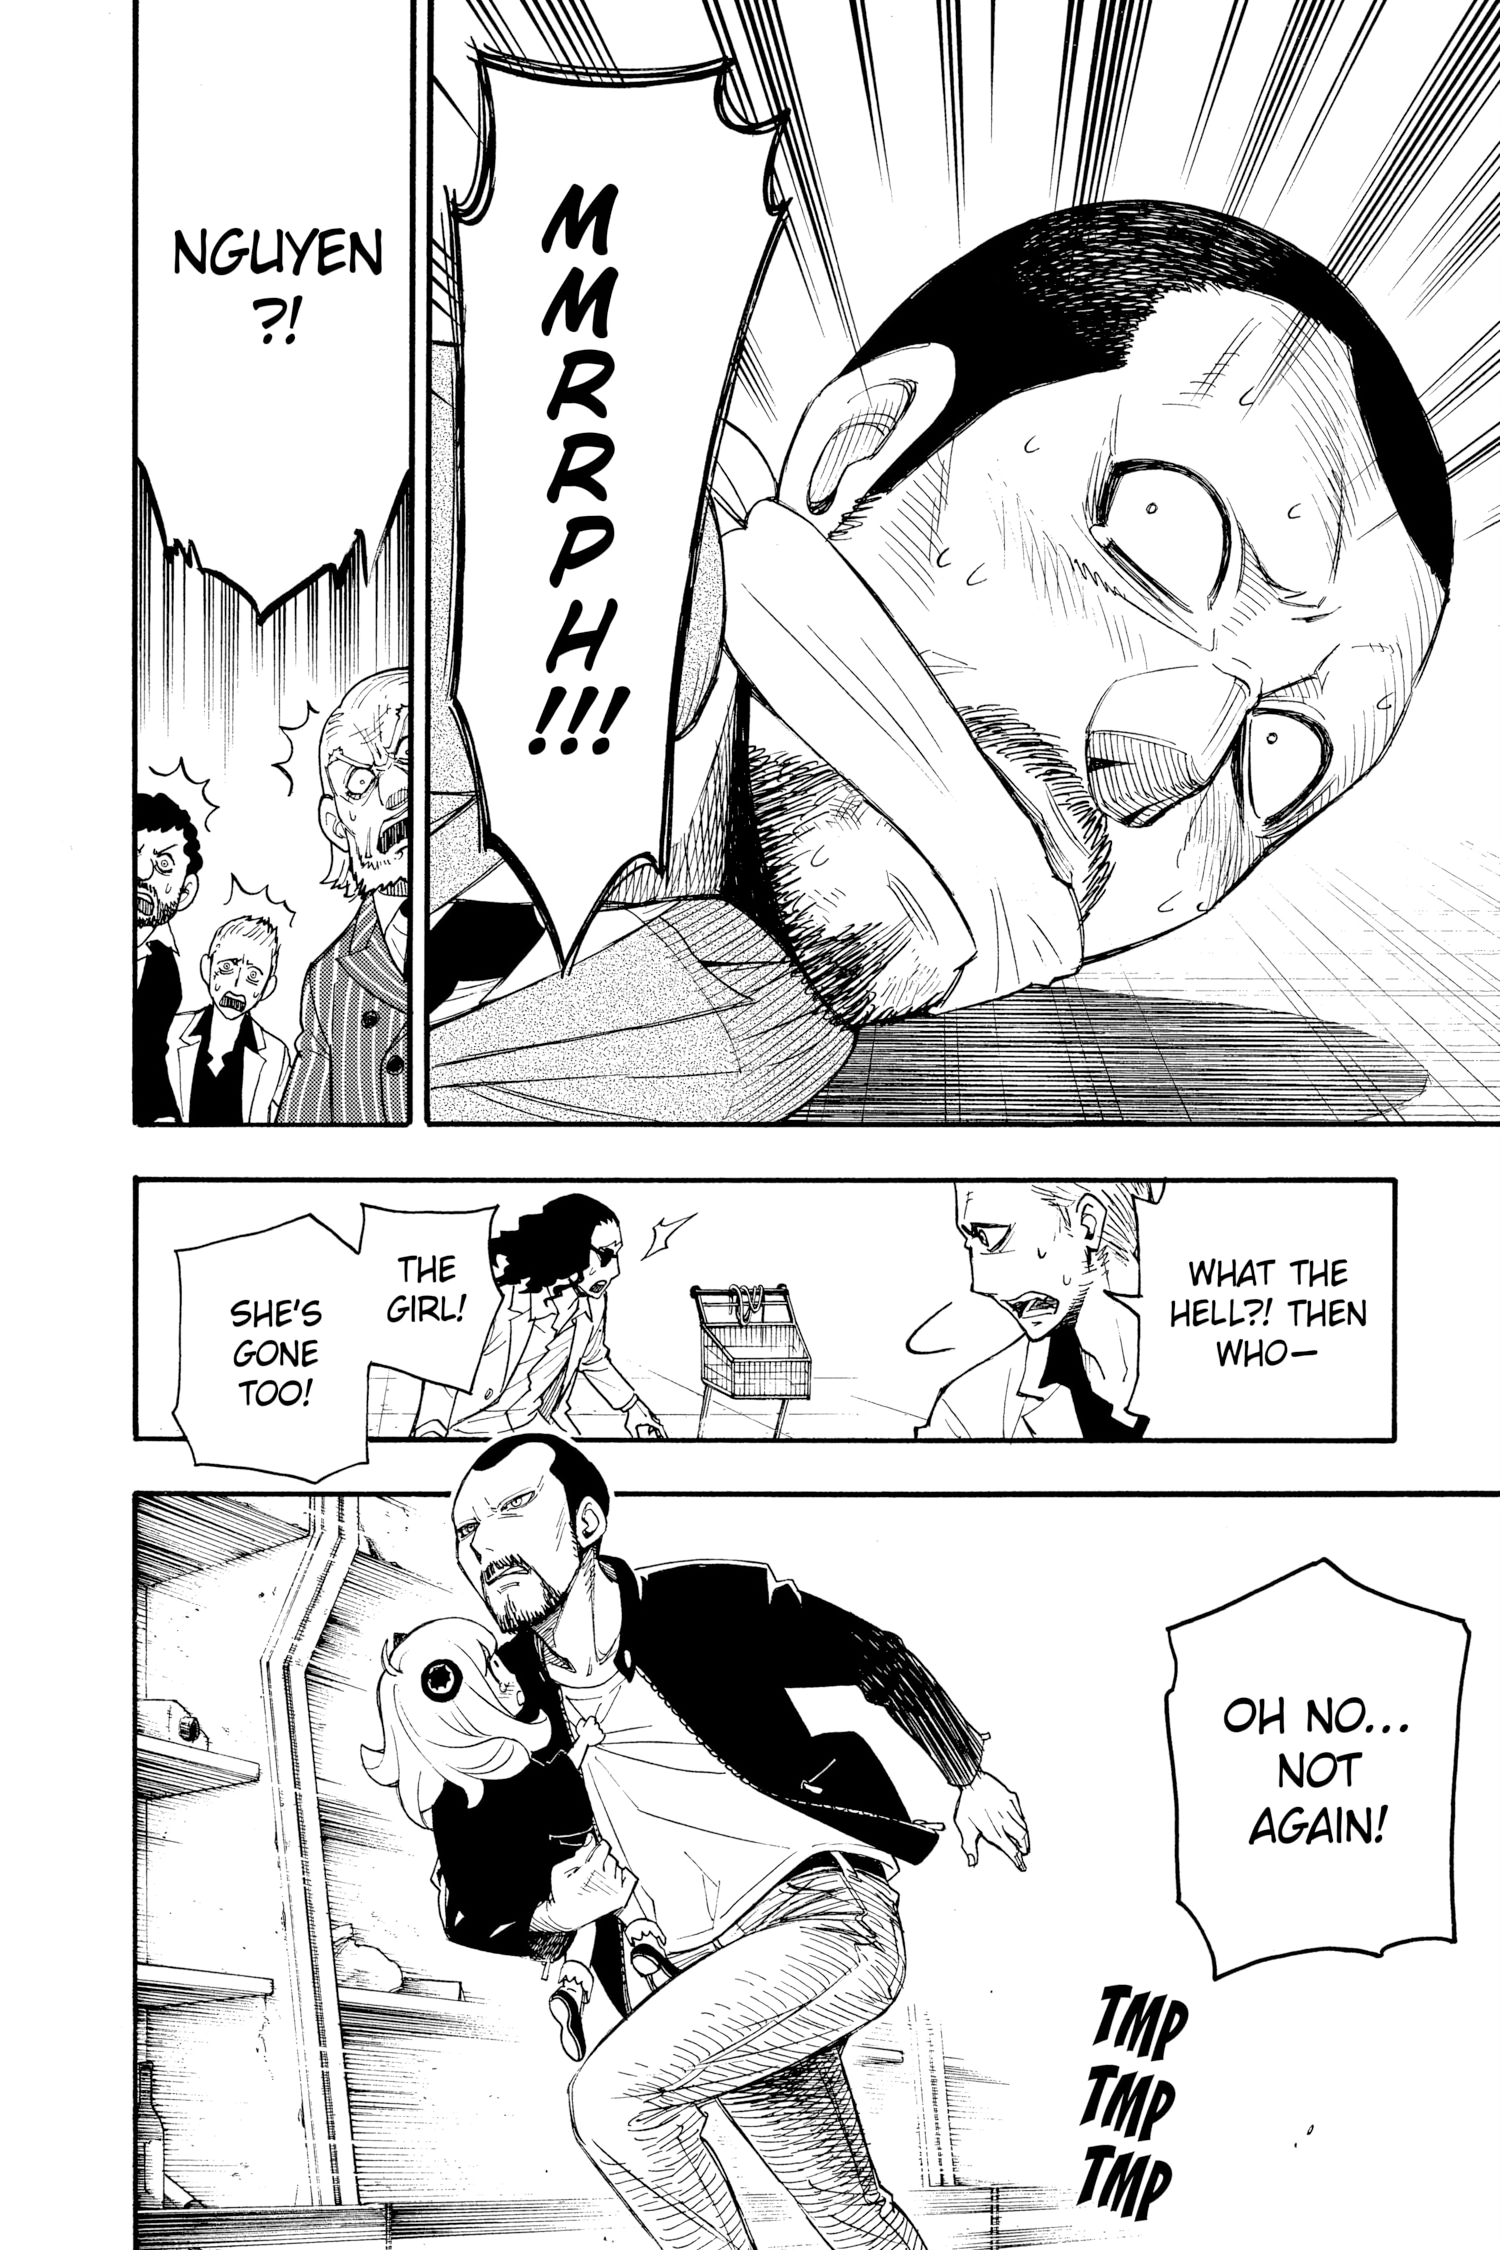 MMRRPH!!!
NGUYEN
?!
WHAT THE
HELL?! THEN
WHO—
THE
GIRL!
SHE'S
GONE
TOO!
OH NO...
NOT
AGAIN!
TMP
TMP
TMP